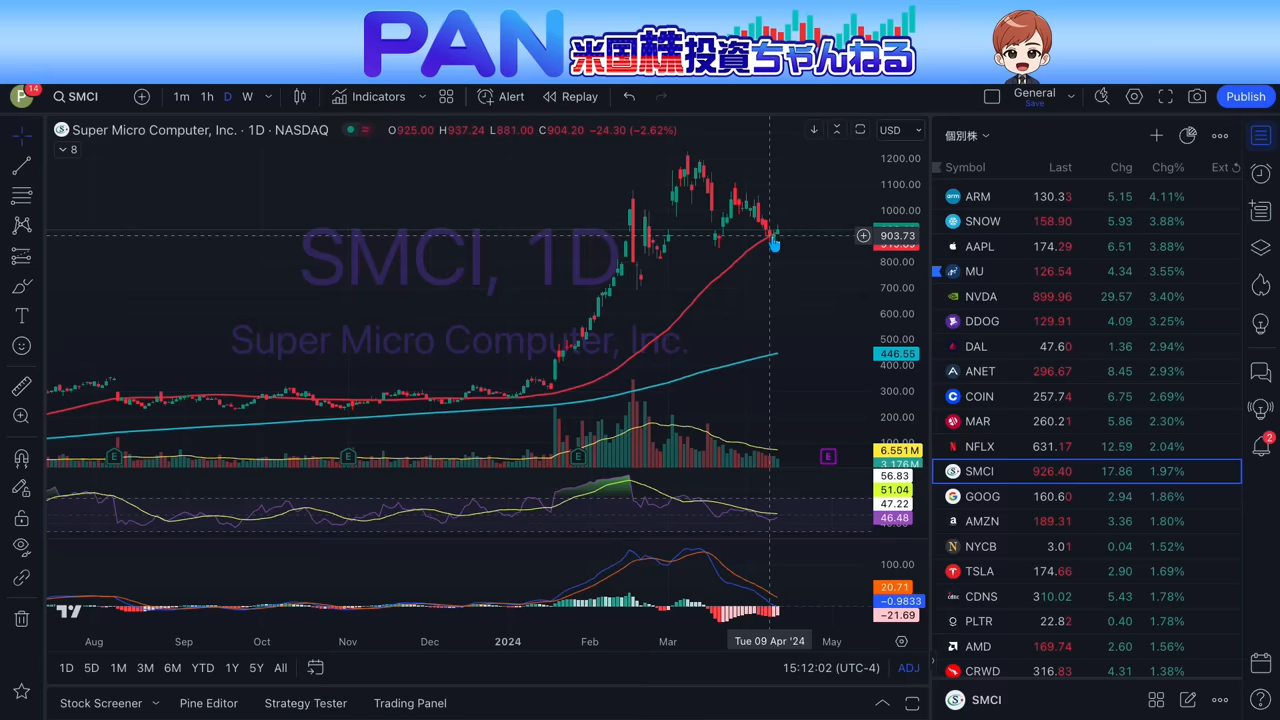 PAN 米国株投資ちゃんねる
P 14 SMCI 1m 1h D W Indicators Alert Replay General Save Publish
Super Micro Computer, Inc. · 1D · NASDAQ O925.00 H937.24 L881.00 C904.20 −24.30 (−2.62%) USD
8
SMCI, 1D
Super Micro Computer, Inc.
1200.00
1100.00
1000.00
903.73
800.00
700.00
600.00
500.00
446.55
400.00
300.00
200.00
E E E E
6.551M
3.176M
56.83
51.04
47.22
46.48
100.00
20.71
−0.9833
−21.69
Aug Sep Oct Nov Dec 2024 Feb Mar Tue 09 Apr '24 May
1D 5D 1M 3M 6M YTD 1Y 5Y All 15:12:02 (UTC-4) ADJ
Stock Screener Pine Editor Strategy Tester Trading Panel
個別株
Symbol Last Chg Chg% Ext
ARM 130.33 5.15 4.11%
SNOW 158.90 5.93 3.88%
AAPL 174.29 6.51 3.88%
MU 126.54 4.34 3.55%
NVDA 899.96 29.57 3.40%
DDOG 129.91 4.09 3.25%
DAL 47.60 1.36 2.94%
ANET 296.67 8.45 2.93%
COIN 257.74 6.75 2.69%
MAR 260.21 5.86 2.30%
NFLX 631.17 12.59 2.04%
SMCI 926.40 17.86 1.97%
GOOG 160.60 2.94 1.86%
AMZN 189.31 3.36 1.80%
NYCB 3.01 0.04 1.52%
TSLA 174.66 2.90 1.69%
CDNS 310.02 5.43 1.78%
PLTR 22.82 0.40 1.78%
AMD 169.74 2.60 1.56%
CRWD 316.83 4.31 1.38%
SMCI
2